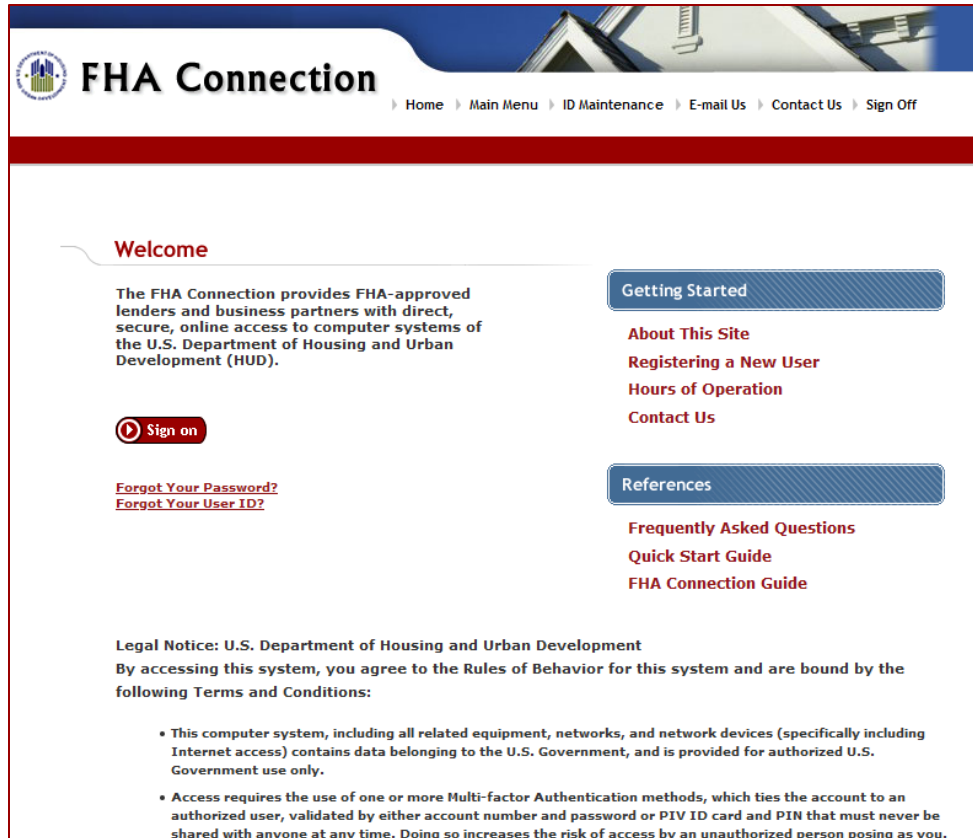 FHA Connection
Home Main Menu ID Maintenance E-mail Us Contact Us Sign Off
Welcome
The FHA Connection provides FHA-approved
lenders and business partners with direct,
secure, online access to computer systems of
the U.S. Department of Housing and Urban
Development (HUD).
Sign on
Forgot Your Password?
Forgot Your User ID?
Getting Started
About This Site
Registering a New User
Hours of Operation
Contact Us
References
Frequently Asked Questions
Quick Start Guide
FHA Connection Guide
Legal Notice: U.S. Department of Housing and Urban Development
By accessing this system, you agree to the Rules of Behavior for this system and are bound by the
following Terms and Conditions:
• This computer system, including all related equipment, networks, and network devices (specifically including
Internet access) contains data belonging to the U.S. Government, and is provided for authorized U.S.
Government use only.
• Access requires the use of one or more Multi-factor Authentication methods, which ties the account to an
authorized user, validated by either account number and password or PIV ID card and PIN that must never be
shared with anyone at any time. Doing so increases the risk of access by an unauthorized person posing as you.